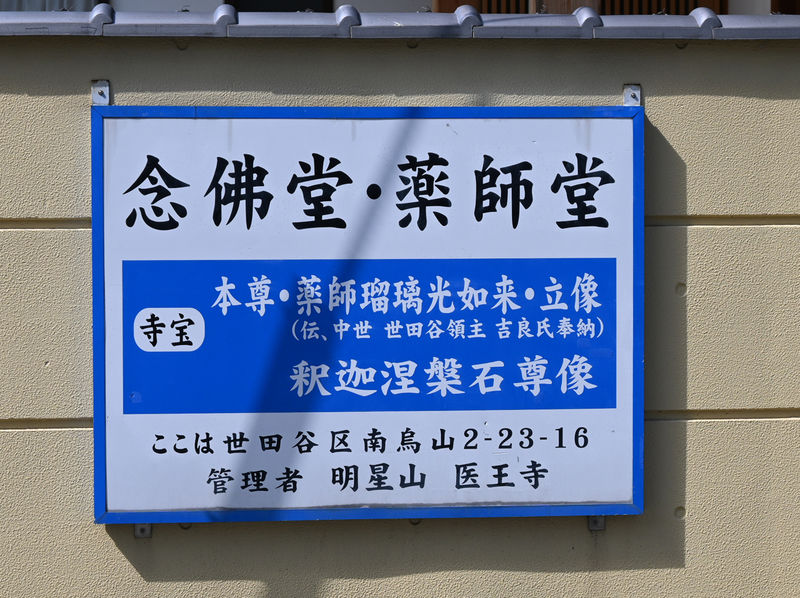 念佛堂・薬師堂
寺宝
本尊・薬師瑠璃光如来・立像
(伝、中世 世田谷領主 吉良氏奉納)
釈迦涅槃石尊像
ここは世田谷区南烏山2-23-16
管理者 明星山 医王寺